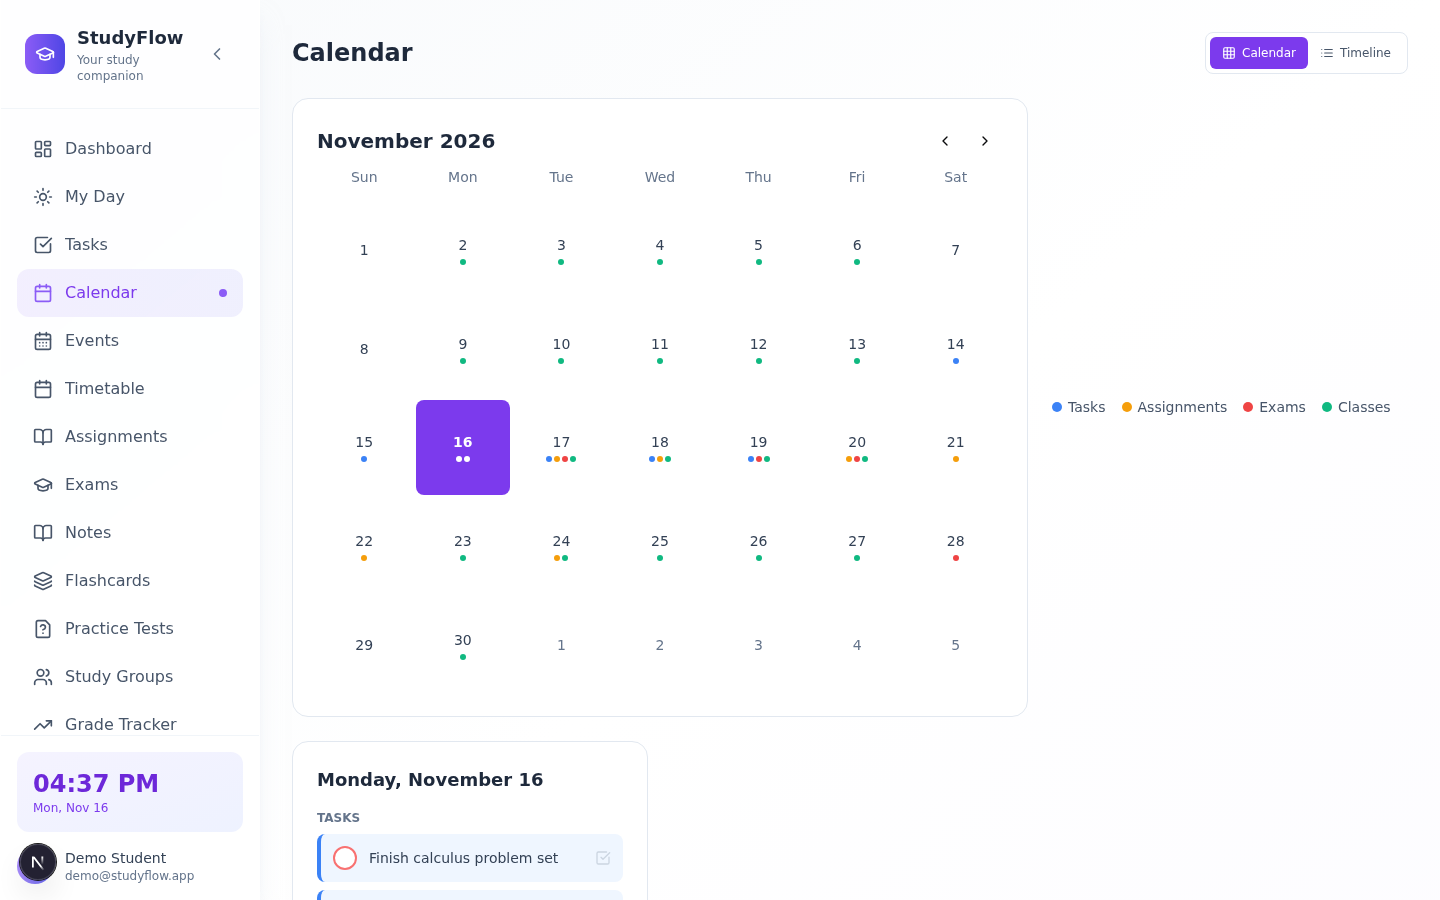 StudyFlow
Your study
companion
Dashboard
My Day
Tasks
Calendar
Events
Timetable
Assignments
Exams
Notes
Flashcards
Practice Tests
Study Groups
Grade Tracker
04:37 PM
Mon, Nov 16
N
Demo Student
demo@studyflow.app
Calendar
Calendar Timeline
November 2026
Sun Mon Tue Wed Thu Fri Sat
1 2 3 4 5 6 7
8 9 10 11 12 13 14
15 16 17 18 19 20 21
22 23 24 25 26 27 28
29 30 1 2 3 4 5
Tasks Assignments Exams Classes
Monday, November 16
TASKS
Finish calculus problem set